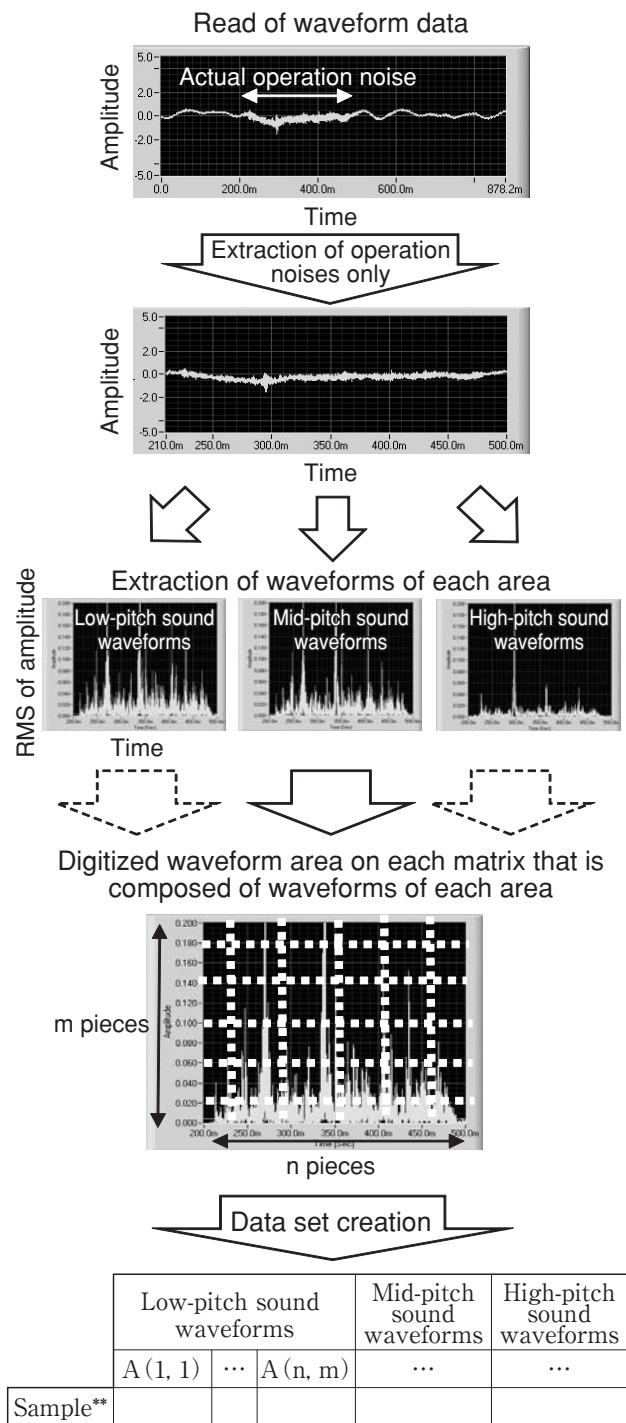 Read of waveform data
Amplitude
5.0
2.0
0.0
-2.0
-5.0
Actual operation noise
0.0 200.0m 400.0m 600.0m 878.2m
Time
Extraction of operation
noises only
Amplitude
5.0
2.0
0.0
-2.0
-5.0
210.0m 250.0m 300.0m 350.0m 400.0m 450.0m 500.0m
Time
Extraction of waveforms of each area
RMS of amplitude
Low-pitch sound
waveforms
Mid-pitch sound
waveforms
High-pitch sound
waveforms
Time
Digitized waveform area on each matrix that is
composed of waveforms of each area
m pieces
Amplitude
0.200
0.180
0.160
0.140
0.120
0.100
0.080
0.060
0.040
0.020
0.000
200.0m 250.0m 300.0m 350.0m 400.0m 450.0m 500.0m
Time (Sec)
n pieces
Data set creation
Low-pitch sound
waveforms
Mid-pitch
sound
waveforms
High-pitch
sound
waveforms
A (1, 1) … A (n, m) … …
Sample**